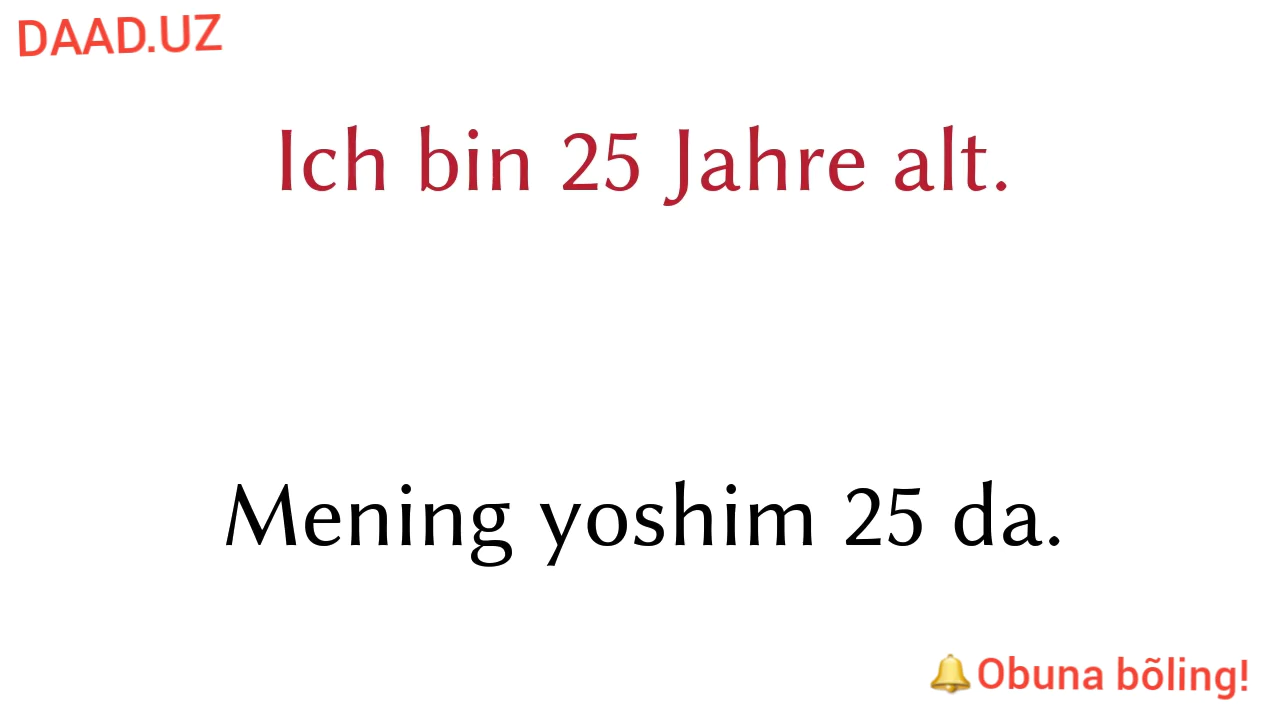 DAAD.UZ
Ich bin 25 Jahre alt.
Mening yoshim 25 da.
🔔Obuna bõling!